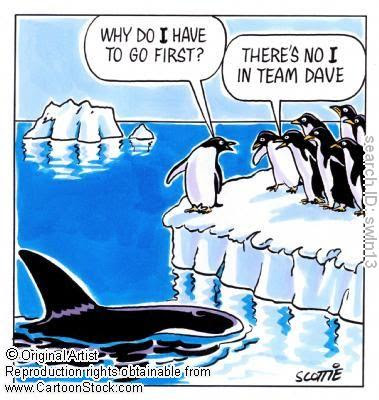 WHY DO I HAVE
TO GO FIRST?
THERE'S NO I
IN TEAM DAVE
search ID: swln13
SCOTTIE
© Original Artist
Reproduction rights obtainable from
www.CartoonStock.com